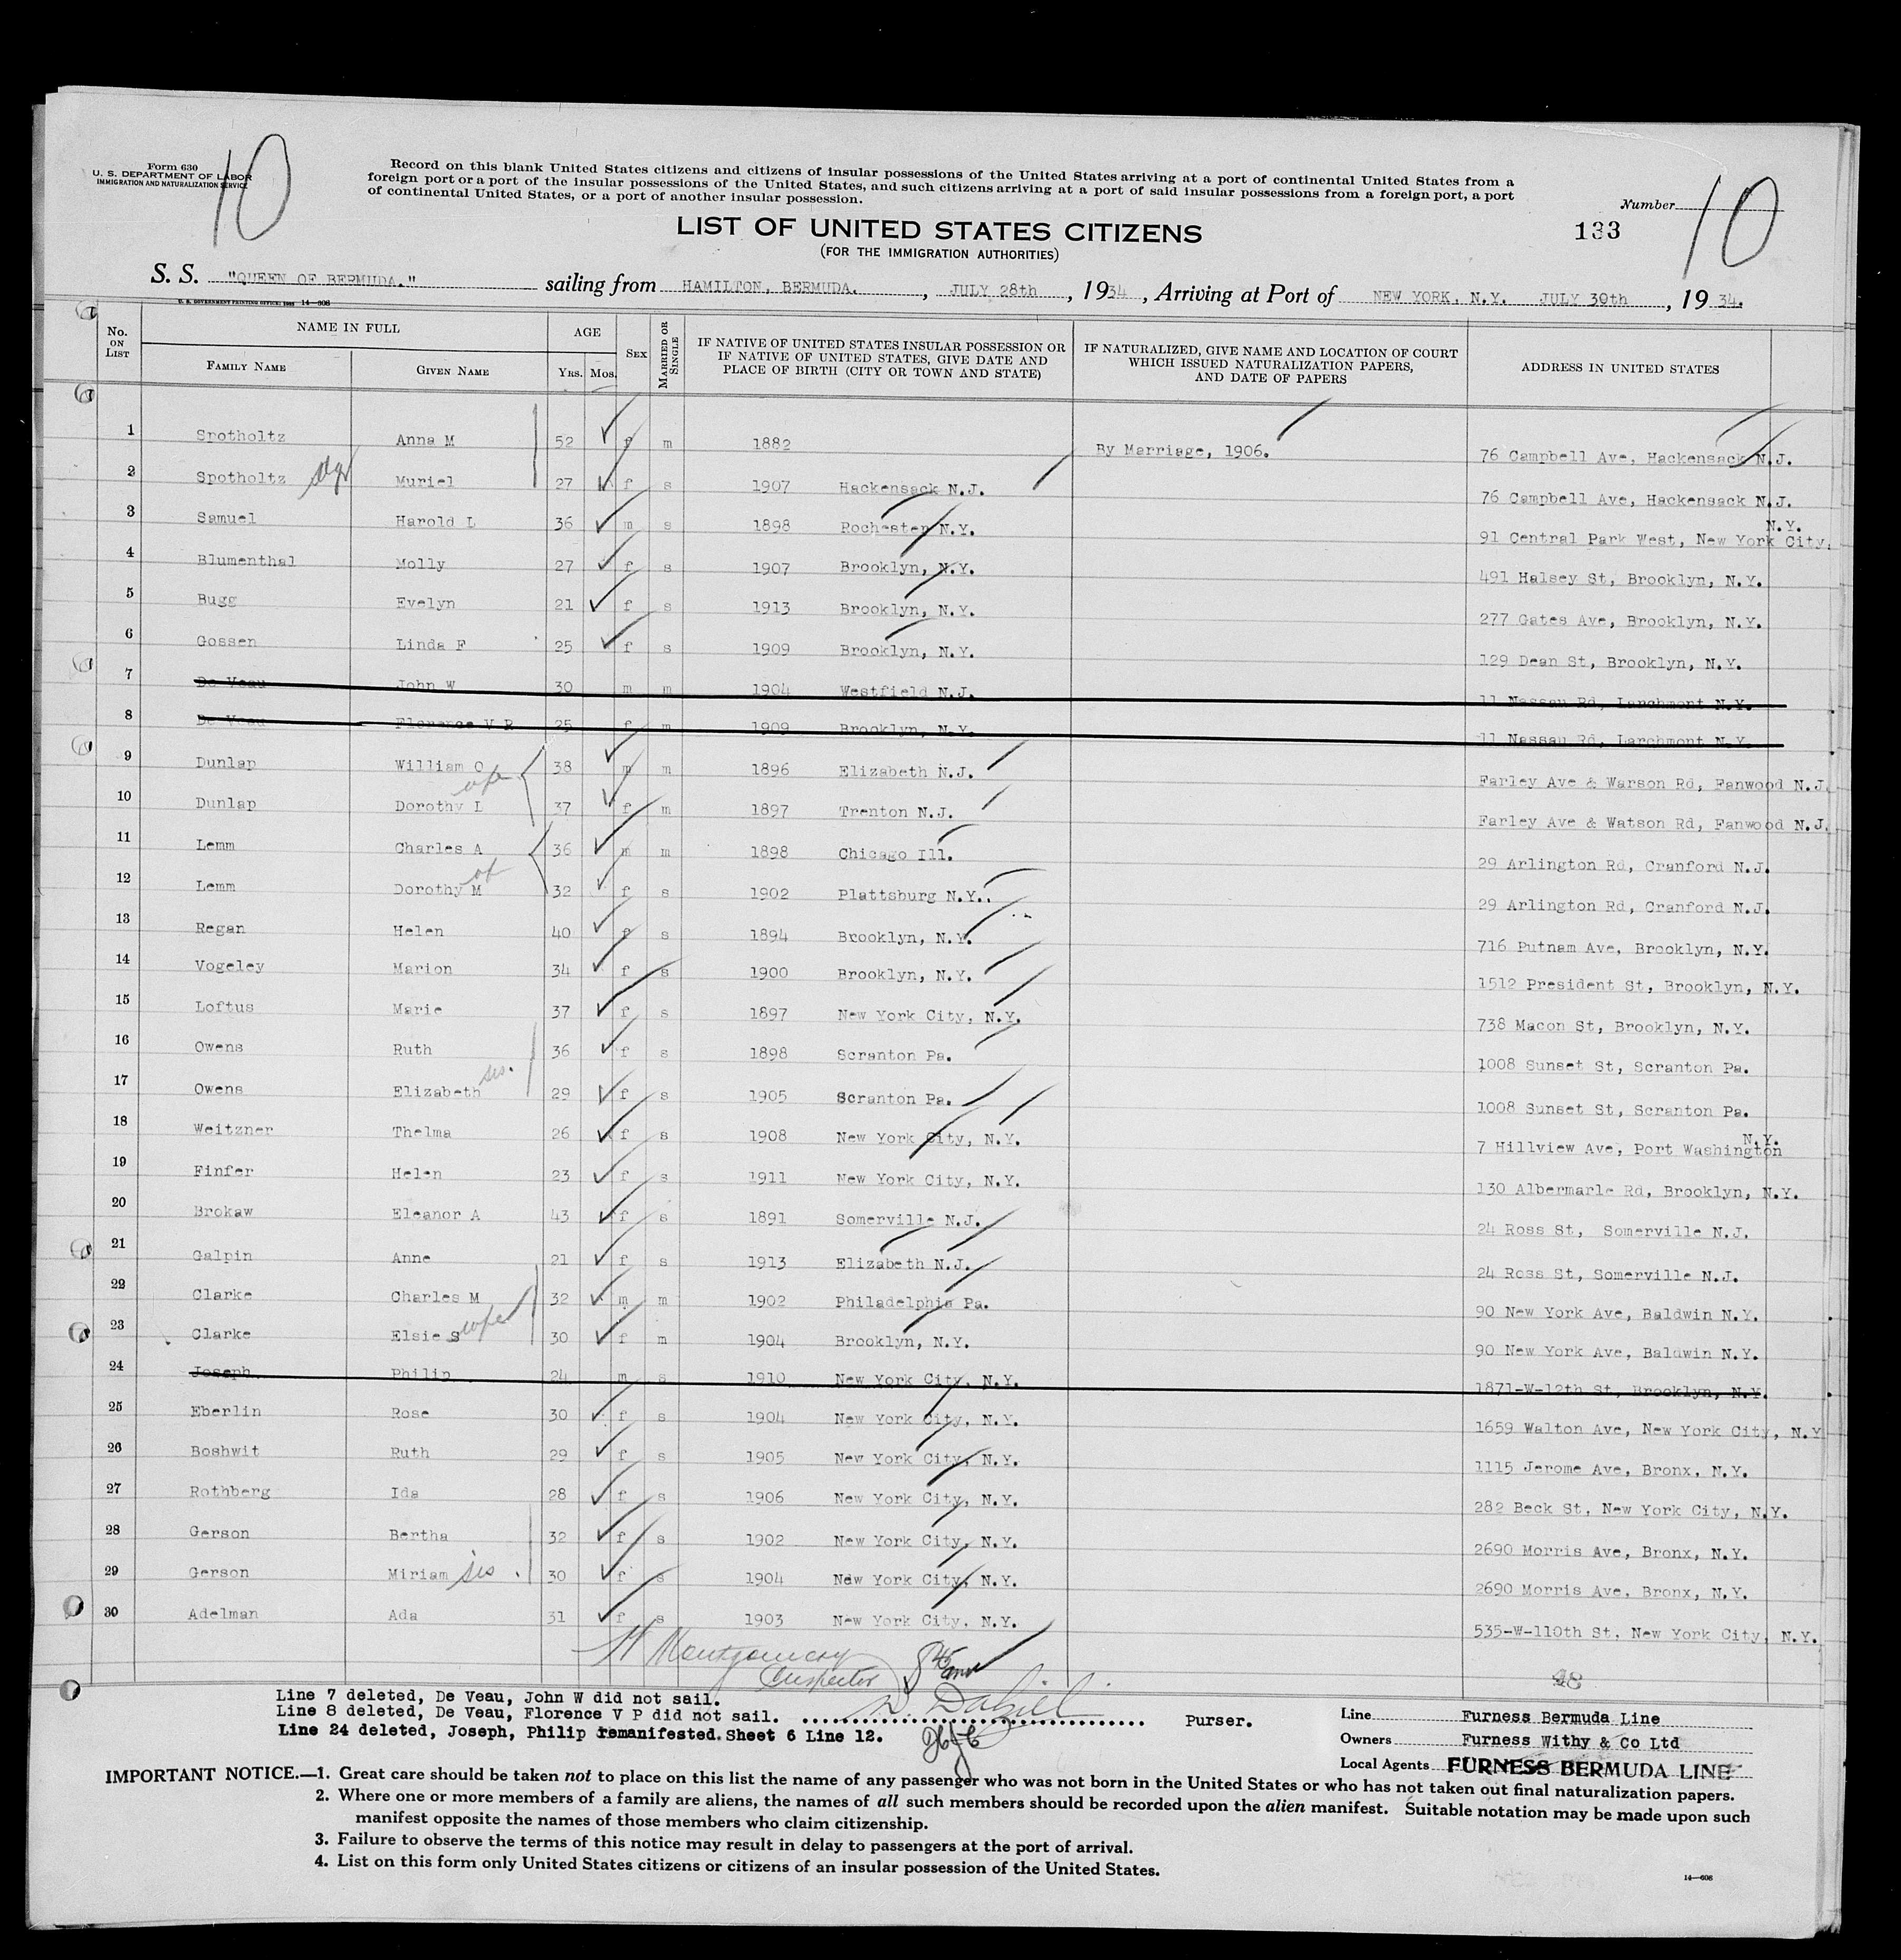 Form 630
U. S. DEPARTMENT OF LABOR
IMMIGRATION AND NATURALIZATION SERVICE
10
Record on this blank United States citizens and citizens of insular possessions of the United States arriving at a port of continental United States from a
foreign port or a port of the insular possessions of the United States, and such citizens arriving at a port of said insular possessions from a foreign port, a port
of continental United States, or a port of another insular possession.
Number 10
133
LIST OF UNITED STATES CITIZENS
(FOR THE IMMIGRATION AUTHORITIES)
S. S. "QUEEN OF BERMUDA." sailing from HAMILTON, BERMUDA. , JULY 28th , 1934 , Arriving at Port of NEW YORK, N.Y. JULY 30th , 19 34.
U. S. GOVERNMENT PRINTING OFFICE: 14—608
No. ON LIST NAME IN FULL AGE SEX MARRIED OR SINGLE IF NATIVE OF UNITED STATES INSULAR POSSESSION OR IF NATIVE OF UNITED STATES, GIVE DATE AND PLACE OF BIRTH (CITY OR TOWN AND STATE) IF NATURALIZED, GIVE NAME AND LOCATION OF COURT WHICH ISSUED NATURALIZATION PAPERS, AND DATE OF PAPERS ADDRESS IN UNITED STATES
FAMILY NAME GIVEN NAME YRS. MOS.
1 Spotholtz Anna M 52 f m 1882 By Marriage, 1906. 76 Campbell Ave, Hackensack N.J.
2 Spotholtz Muriel 27 f s 1907 Hackensack N.J. 76 Campbell Ave, Hackensack N.J.
3 Samuel Harold L 36 m s 1898 Rochester N.Y. 91 Central Park West, New York City, N.Y.
4 Blumenthal Molly 27 f s 1907 Brooklyn, N.Y. 491 Halsey St, Brooklyn, N.Y.
5 Bugg Evelyn 21 f s 1913 Brooklyn, N.Y. 277 Gates Ave, Brooklyn, N.Y.
6 Gossen Linda F 25 f s 1909 Brooklyn, N.Y. 129 Dean St, Brooklyn, N.Y.
7 De Veau John W 30 m m 1904 Westfield N.J. 11 Nassau Rd, Larchmont N.Y.
8 De Veau Florence V P 25 f m 1909 Brooklyn, N.Y. 11 Nassau Rd, Larchmont N.Y.
9 Dunlap William C 38 m m 1896 Elizabeth N.J. Farley Ave & Warson Rd, Fanwood N.J.
10 Dunlap Dorothy L wife 37 f m 1897 Trenton N.J. Farley Ave & Watson Rd, Fanwood N.J.
11 Lemm Charles A 36 m m 1898 Chicago Ill. 29 Arlington Rd, Cranford N.J.
12 Lemm Dorothy M 32 f s 1902 Plattsburg N.Y.. 29 Arlington Rd, Cranford N.J.
13 Regan Helen 40 f s 1894 Brooklyn, N.Y. 716 Putnam Ave, Brooklyn, N.Y.
14 Vogeley Marion 34 f s 1900 Brooklyn, N.Y. 1512 President St, Brooklyn, N.Y.
15 Loftus Marie 37 f s 1897 New York City, N.Y. 738 Macon St, Brooklyn, N.Y.
16 Owens Ruth 36 f s 1898 Scranton Pa. 1008 Sunset St, Scranton Pa.
17 Owens Elizabeth sis. 29 f s 1905 Scranton Pa. 1008 Sunset St, Scranton Pa.
18 Weitzner Thelma 26 f s 1908 New York City, N.Y. 7 Hillview Ave, Port Washington N.Y.
19 Finfer Helen 23 f s 1911 New York City, N.Y. 130 Albermarle Rd, Brooklyn, N.Y.
20 Brokaw Eleanor A 43 f s 1891 Somerville N.J. 24 Ross St, Somerville N.J.
21 Galpin Anne 21 f s 1913 Elizabeth N.J. 24 Ross St, Somerville N.J.
22 Clarke Charles M 32 m m 1902 Philadelphia Pa. 90 New York Ave, Baldwin N.Y.
23 Clarke Elsie S wife 30 f m 1904 Brooklyn, N.Y. 90 New York Ave, Baldwin N.Y.
24 Joseph Philip 24 m s 1910 New York City, N.Y. 1871-W-12th St, Brooklyn, N.Y.
25 Eberlin Rose 30 f s 1904 New York City, N.Y. 1659 Walton Ave, New York City, N.Y
26 Boshwit Ruth 29 f s 1905 New York City, N.Y. 1115 Jerome Ave, Bronx, N.Y.
27 Rothberg Ida 28 f s 1906 New York City, N.Y. 282 Beck St, New York City, N.Y.
28 Gerson Bertha 32 f s 1902 New York City, N.Y. 2690 Morris Ave, Bronx, N.Y.
29 Gerson Miriam sis 30 f s 1904 New York City, N.Y. 2690 Morris Ave, Bronx, N.Y.
30 Adelman Ada 31 f s 1903 New York City, N.Y. 535-W-110th St, New York City, N.Y.
Montgomery
Inspector
Line 7 deleted, De Veau, John W did not sail.
Line 8 deleted, De Veau, Florence V P did not sail.
Line 24 deleted, Joseph, Philip remanifested. Sheet 6 Line 12.
Purser.
Line Furness Bermuda Line
Owners Furness Withy & Co Ltd
Local Agents FURNESS BERMUDA LINE
IMPORTANT NOTICE.—1. Great care should be taken not to place on this list the name of any passenger who was not born in the United States or who has not taken out final naturalization papers.
2. Where one or more members of a family are aliens, the names of all such members should be recorded upon the alien manifest. Suitable notation may be made upon such
manifest opposite the names of those members who claim citizenship.
3. Failure to observe the terms of this notice may result in delay to passengers at the port of arrival.
4. List on this form only United States citizens or citizens of an insular possession of the United States.
14—608